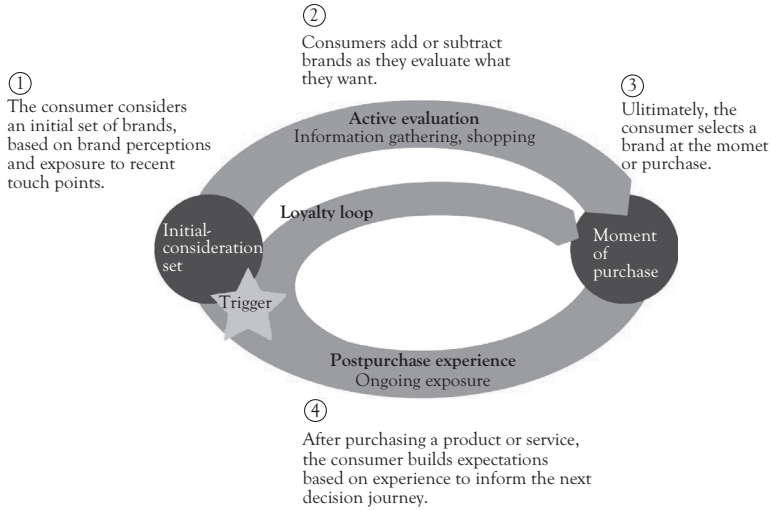 ①
The consumer considers
an initial set of brands,
based on brand perceptions
and exposure to recent
touch points.
②
Consumers add or subtract
brands as they evaluate what
they want.
③
Ulitimately, the
consumer selects a
brand at the momet
or purchase.
Active evaluation
Information gathering, shopping
Loyalty loop
Initial-
consideration
set
Trigger
Moment
of
purchase
Postpurchase experience
Ongoing exposure
④
After purchasing a product or service,
the consumer builds expectations
based on experience to inform the next
decision journey.